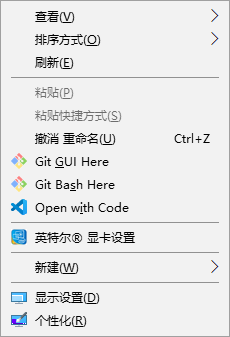 查看(V)
排序方式(O)
刷新(E)
粘贴(P)
粘贴快捷方式(S)
撤消 重命名(U) Ctrl+Z
Git GUI Here
Git Bash Here
Open with Code
英特尔® 显卡设置
新建(W)
显示设置(D)
个性化(R)